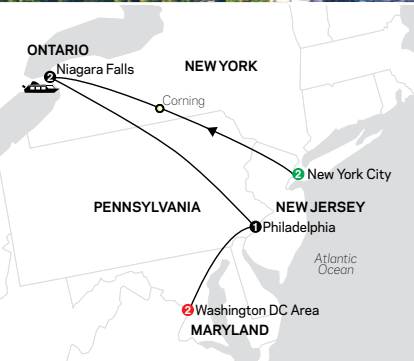 ONTARIO
2 Niagara Falls
NEW YORK
Corning
2 New York City
PENNSYLVANIA
NEW JERSEY
1 Philadelphia
Atlantic
Ocean
2 Washington DC Area
MARYLAND